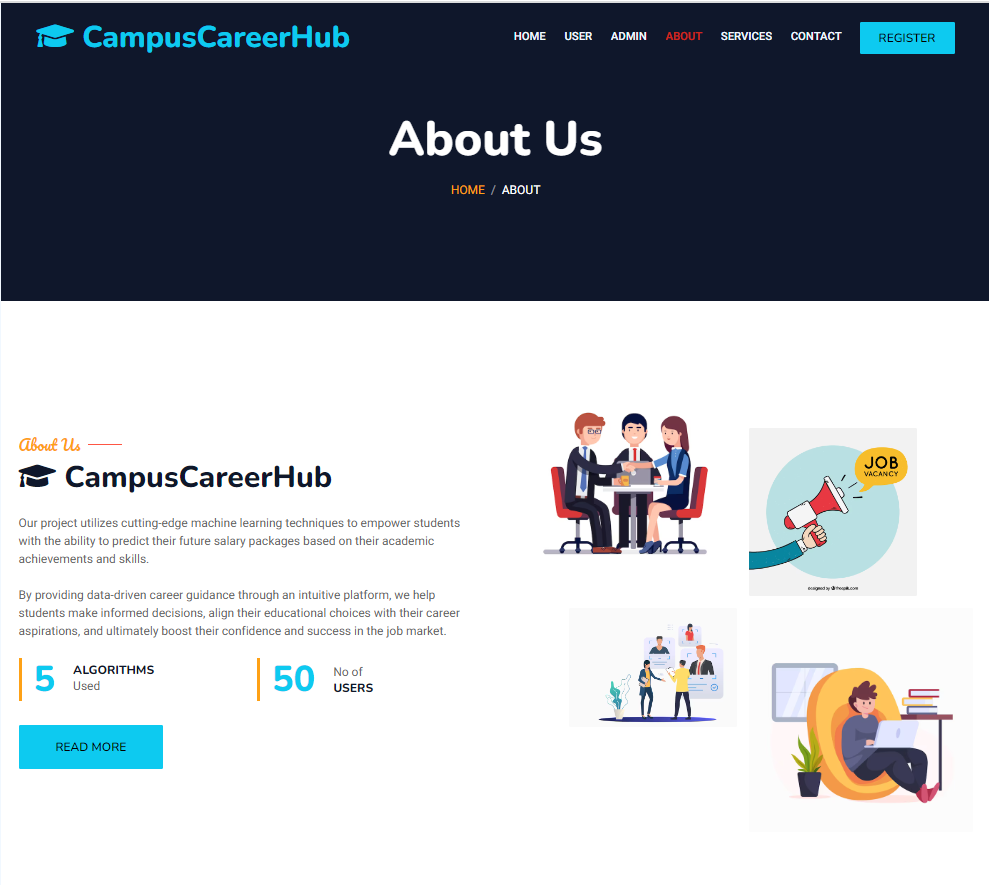 CampusCareerHub
HOME USER ADMIN ABOUT SERVICES CONTACT REGISTER
About Us
HOME / ABOUT
About Us
CampusCareerHub
Our project utilizes cutting-edge machine learning techniques to empower students
with the ability to predict their future salary packages based on their academic
achievements and skills.
By providing data-driven career guidance through an intuitive platform, we help
students make informed decisions, align their educational choices with their career
aspirations, and ultimately boost their confidence and success in the job market.
5 ALGORITHMS
Used
50 No of
USERS
READ MORE
JOB
VACANCY
designed by freepik.com